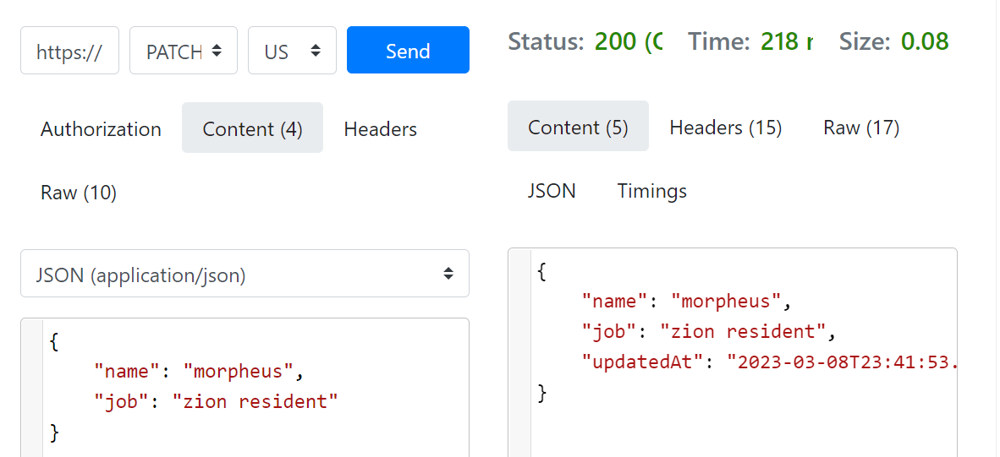 https://
PATCH
US
Send
Authorization
Content (4)
Headers
Raw (10)
JSON (application/json)
{
"name": "morpheus",
"job": "zion resident"
}
Status: 200 (
Time: 218
Size: 0.08
Content (5)
Headers (15)
Raw (17)
JSON
Timings
{
"name": "morpheus",
"job": "zion resident",
"updatedAt": "2023-03-08T23:41:53.
}